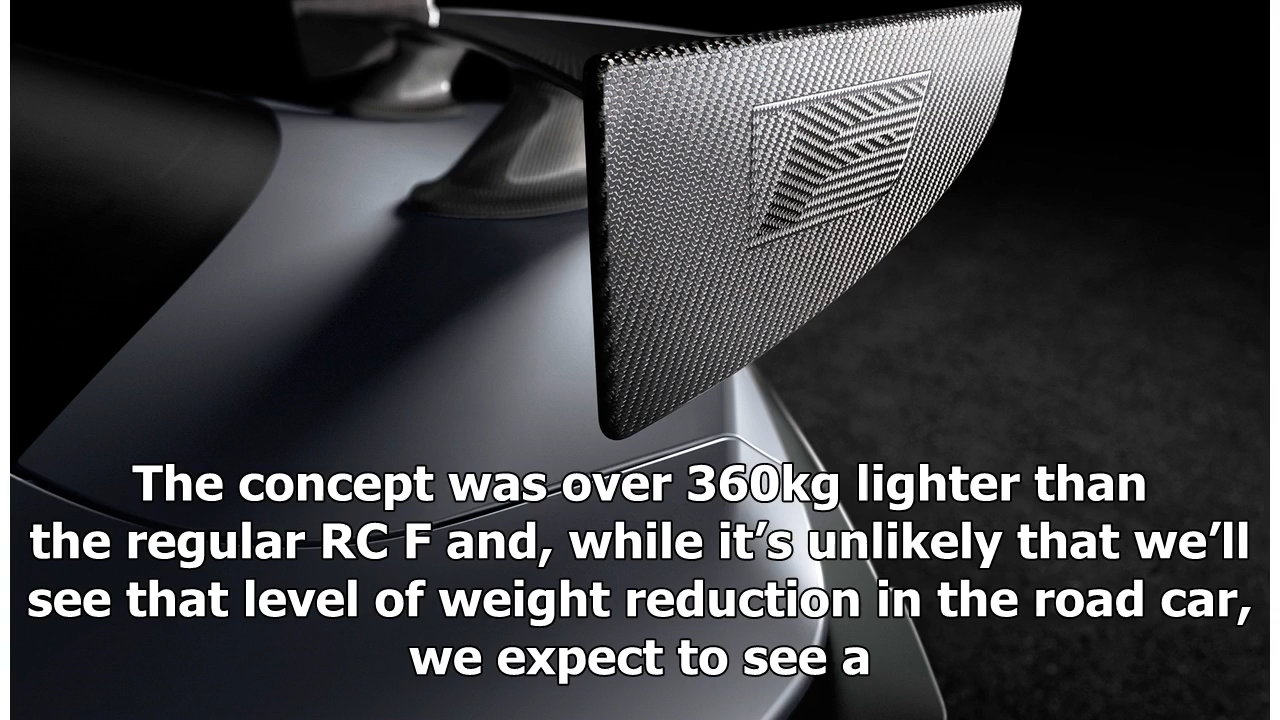 The concept was over 360kg lighter than
the regular RC F and, while it’s unlikely that we’ll
see that level of weight reduction in the road car,
we expect to see a